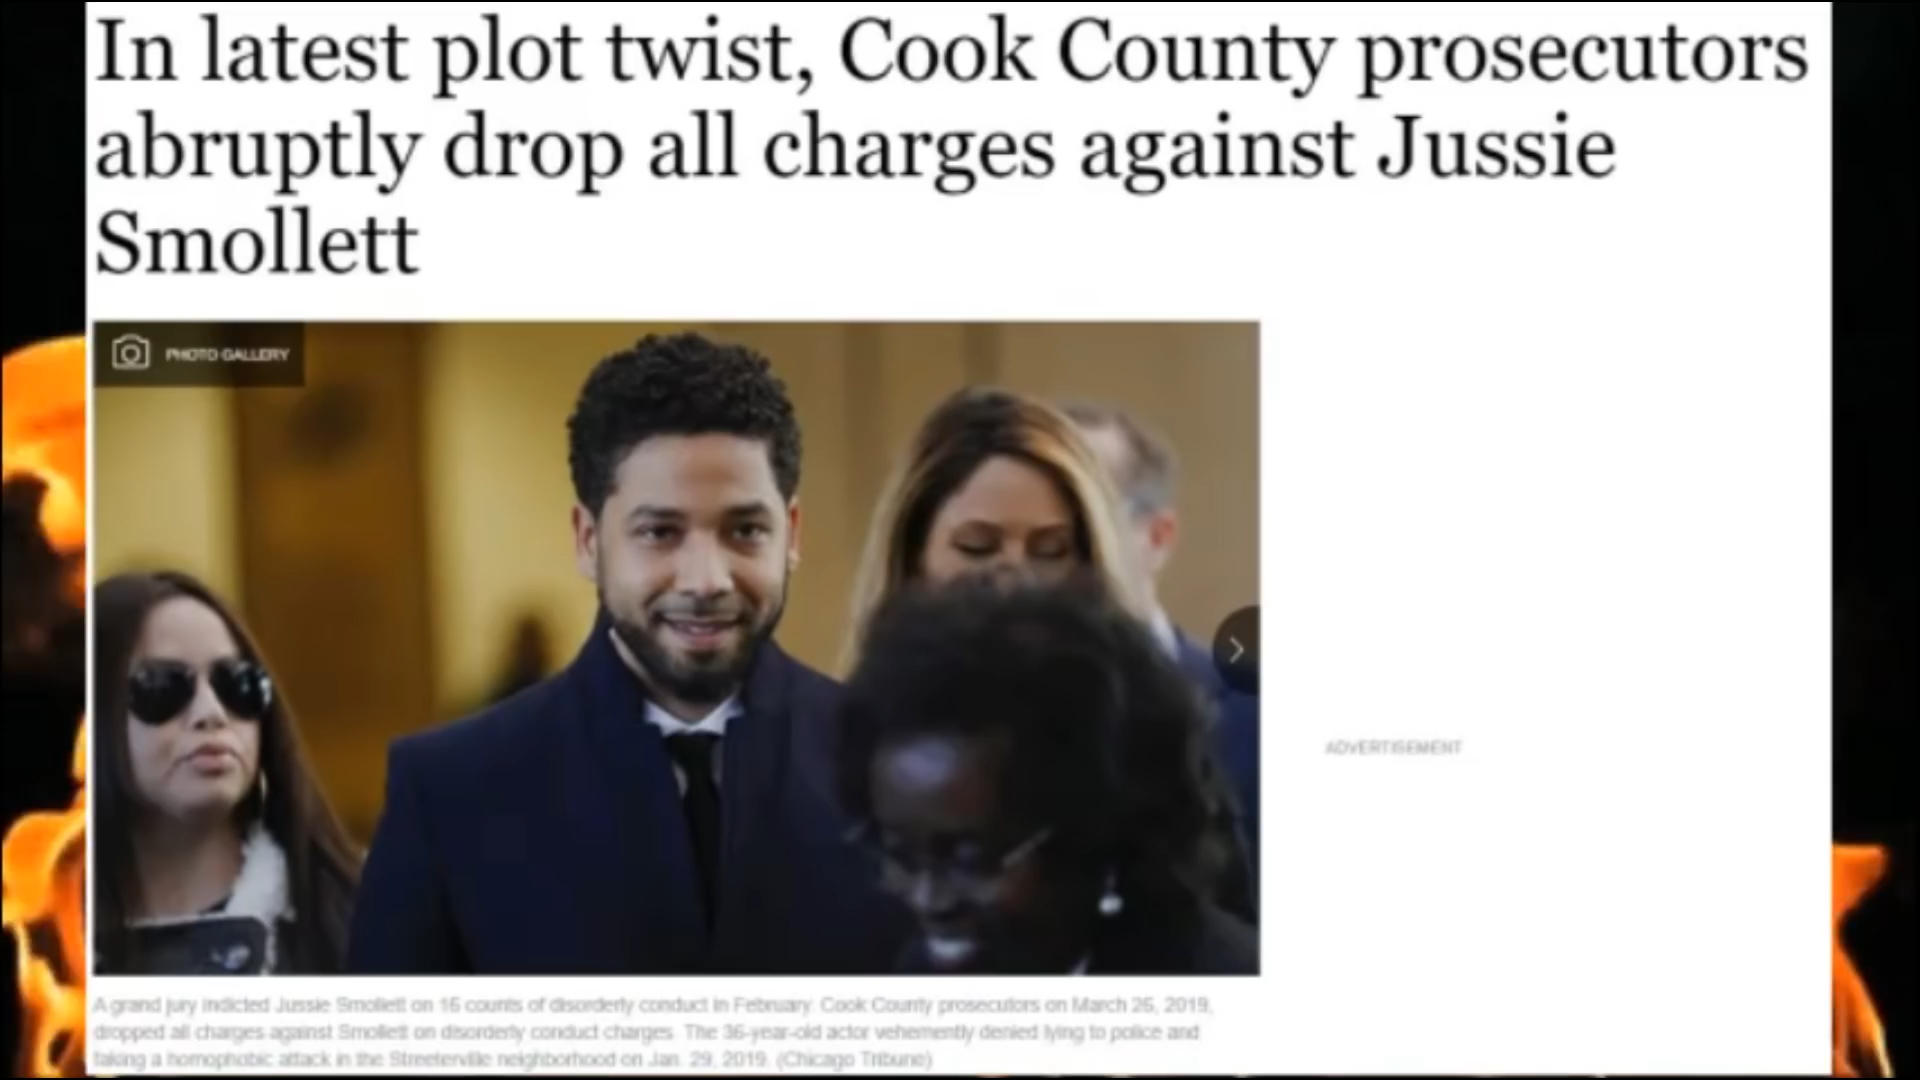 In latest plot twist, Cook County prosecutors
abruptly drop all charges against Jussie
Smollett
PHOTO GALLERY
ADVERTISEMENT
A grand jury indicted Jussie Smollett on 16 counts of disorderly conduct in February. Cook County prosecutors on March 26, 2019,
dropped all charges against Smollett on disorderly conduct charges. The 36-year-old actor vehemently denied lying to police and
faking a homophobic attack in the Streeterville neighborhood on Jan. 29, 2019. (Chicago Tribune)